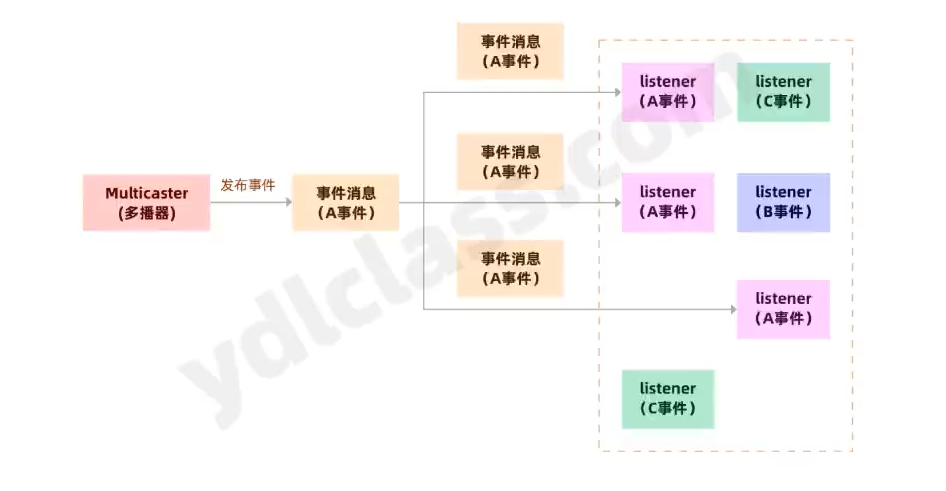 事件消息
(A事件)
listener
(A事件)
listener
(C事件)
事件消息
(A事件)
Multicaster
(多播器)
发布事件
事件消息
(A事件)
listener
(A事件)
listener
(B事件)
事件消息
(A事件)
listener
(A事件)
listener
(C事件)
ydlclass.com